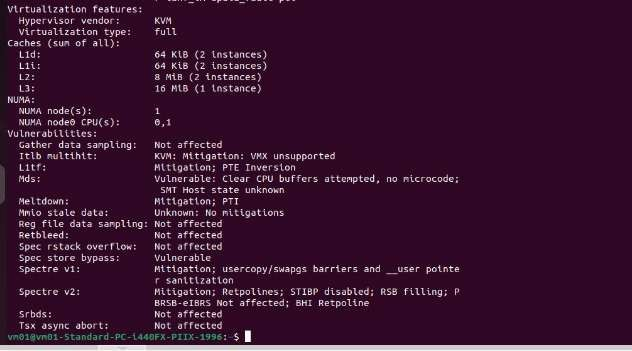 Virtualization features:
  Hypervisor vendor:     KVM
  Virtualization type:   full
Caches (sum of all):
  L1d:                   64 KiB (2 instances)
  L1i:                   64 KiB (2 instances)
  L2:                    8 MiB (2 instances)
  L3:                    16 MiB (1 instance)
NUMA:
  NUMA node(s):          1
  NUMA node0 CPU(s):     0,1
Vulnerabilities:
  Gather data sampling:  Not affected
  Itlb multihit:         KVM: Mitigation: VMX unsupported
  L1tf:                  Mitigation; PTE Inversion
  Mds:                   Vulnerable: Clear CPU buffers attempted, no microcode;
                          SMT Host state unknown
  Meltdown:              Mitigation; PTI
  Mmio stale data:       Unknown: No mitigations
  Reg file data sampling: Not affected
  Retbleed:              Not affected
  Spec rstack overflow:  Not affected
  Spec store bypass:     Vulnerable
  Spectre v1:            Mitigation; usercopy/swapgs barriers and __user pointe
                         r sanitization
  Spectre v2:            Mitigation; Retpolines; STIBP disabled; RSB filling; P
                         BRSB-eIBRS Not affected; BHI Retpoline
  Srbds:                 Not affected
  Tsx async abort:       Not affected
vm01@vm01-Standard-PC-i440FX-PIIX-1996:~$